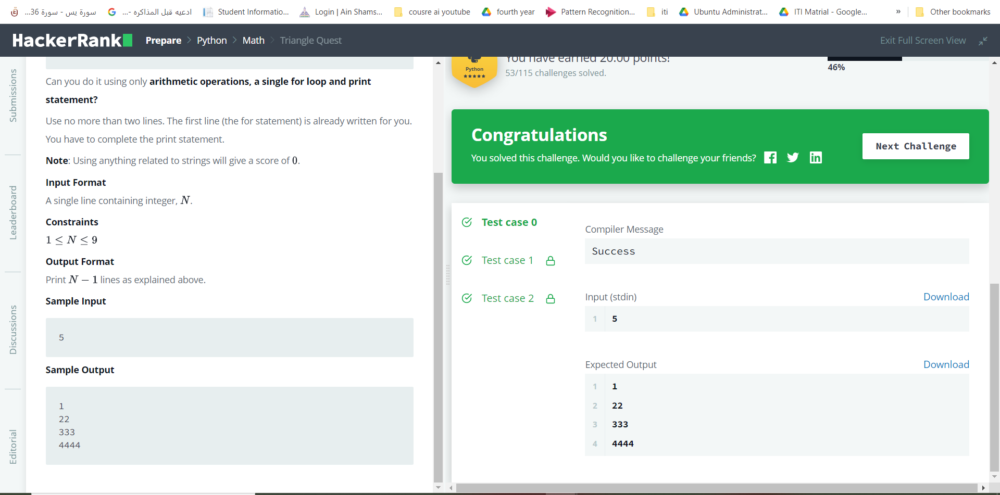 ...سورة يس - سورة 36
ادعيه قبل المذاكره -...
Student Informatio...
Login | Ain Shams...
cousre ai youtube
fourth year
Pattern Recognition...
iti
Ubuntu Administrat...
ITI Matrial - Google...
»
Other bookmarks
HackerRank
Prepare > Python > Math > Triangle Quest
Exit Full Screen View
Submissions
Leaderboard
Discussions
Editorial
Can you do it using only arithmetic operations, a single for loop and print
statement?
Use no more than two lines. The first line (the for statement) is already written for you.
You have to complete the print statement.
Note: Using anything related to strings will give a score of 0.
Input Format
A single line containing integer, N.
Constraints
1 ≤ N ≤ 9
Output Format
Print N − 1 lines as explained above.
Sample Input
5
Sample Output
1
22
333
4444
Python
You have earned 20.00 points!
53/115 challenges solved.
46%
Congratulations
You solved this challenge. Would you like to challenge your friends?
Next Challenge
Test case 0
Test case 1
Test case 2
Compiler Message
Success
Input (stdin)
Download
1 5
Expected Output
Download
1 1
2 22
3 333
4 4444